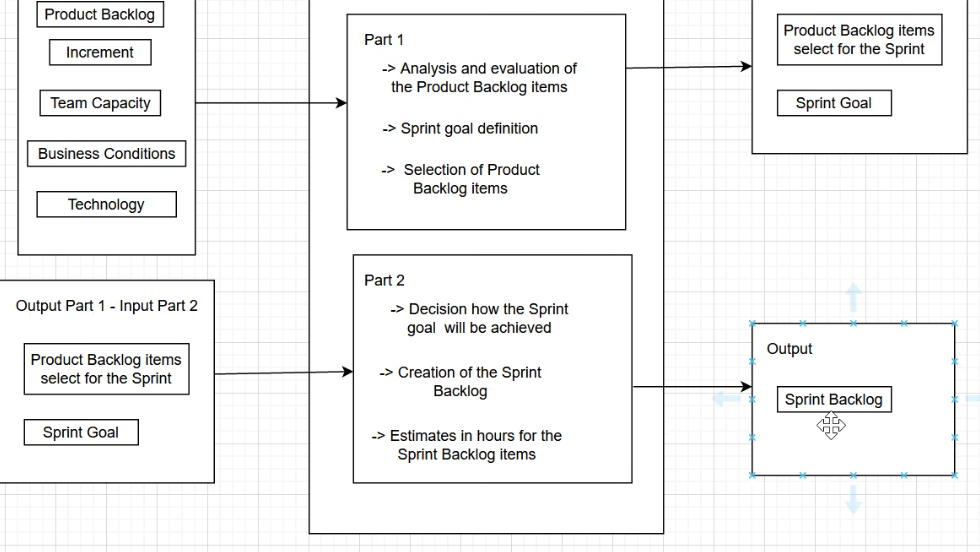 Product Backlog
Increment
Team Capacity
Business Conditions
Technology
Part 1
-> Analysis and evaluation of
the Product Backlog items
-> Sprint goal definition
-> Selection of Product
Backlog items
Product Backlog items
select for the Sprint
Sprint Goal
Output Part 1 - Input Part 2
Product Backlog items
select for the Sprint
Sprint Goal
Part 2
-> Decision how the Sprint
goal will be achieved
-> Creation of the Sprint
Backlog
-> Estimates in hours for the
Sprint Backlog items
Output
Sprint Backlog